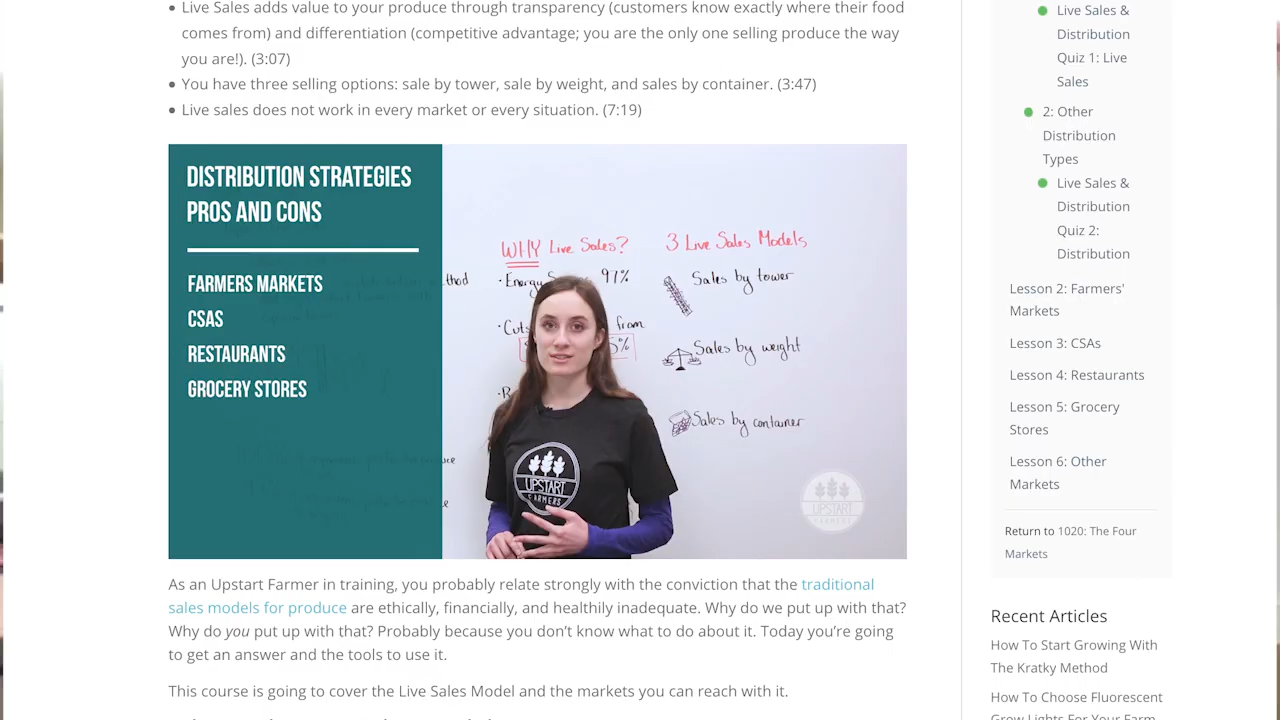 Live Sales adds value to your produce through transparency (customers know exactly where their food
comes from) and differentiation (competitive advantage; you are the only one selling produce the way
you are!). (3:07)
You have three selling options: sale by tower, sale by weight, and sales by container. (3:47)
Live sales does not work in every market or every situation. (7:19)
DISTRIBUTION STRATEGIES
PROS AND CONS
FARMERS MARKETS
CSAS
RESTAURANTS
GROCERY STORES
WHY Live Sales?
Energy 97%
from
3 Live Sales Models
Sales by tower
Sales by weight
Sales by container
UPSTART
FARMERS
UPSTART
FARMERS
As an Upstart Farmer in training, you probably relate strongly with the conviction that the traditional
sales models for produce are ethically, financially, and healthily inadequate. Why do we put up with that?
Why do you put up with that? Probably because you don’t know what to do about it. Today you’re going
to get an answer and the tools to use it.
This course is going to cover the Live Sales Model and the markets you can reach with it.
Live Sales &
Distribution
Quiz 1: Live
Sales
2: Other
Distribution
Types
Live Sales &
Distribution
Quiz 2:
Distribution
Lesson 2: Farmers'
Markets
Lesson 3: CSAs
Lesson 4: Restaurants
Lesson 5: Grocery
Stores
Lesson 6: Other
Markets
Return to 1020: The Four
Markets
Recent Articles
How To Start Growing With
The Kratky Method
How To Choose Fluorescent
Grow Lights For Your Farm